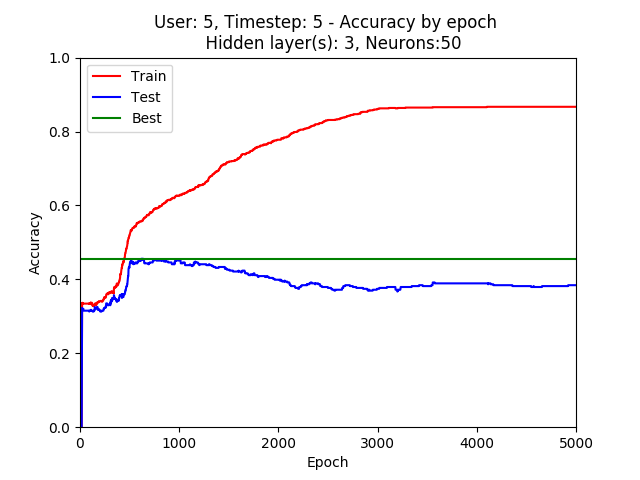 User: 5, Timestep: 5 - Accuracy by epoch
Hidden layer(s): 3, Neurons:50
Train
Test
Best
1.0
0.8
0.6
0.4
0.2
0.0
Accuracy
0
1000
2000
3000
4000
5000
Epoch